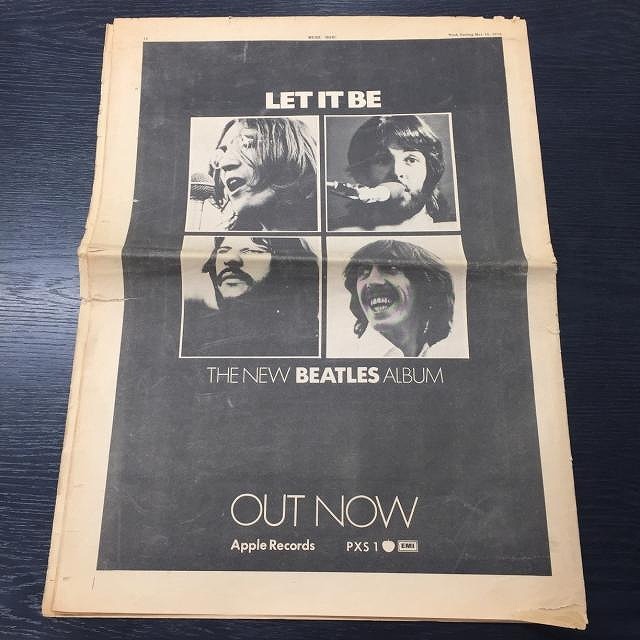 LET IT BE
THE NEW BEATLES ALBUM
OUT NOW
Apple Records PXS 1 EMI